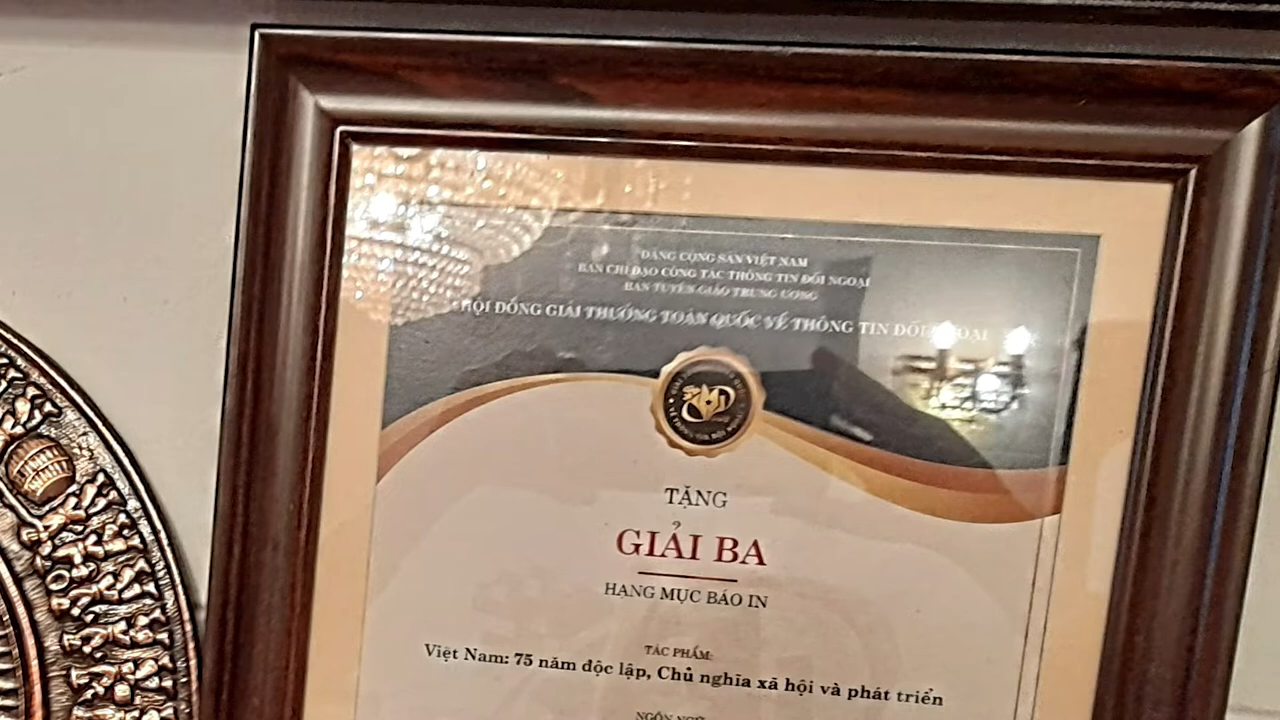 ĐẢNG CỘNG SẢN VIỆT NAM
BAN CHỈ ĐẠO CÔNG TÁC THÔNG TIN ĐỐI NGOẠI
BAN TUYÊN GIÁO TRUNG ƯƠNG
HỘI ĐỒNG GIẢI THƯỞNG TOÀN QUỐC VỀ THÔNG TIN ĐỐI NGOẠI
TẶNG
GIẢI BA
HẠNG MỤC BÁO IN
TÁC PHẨM:
Việt Nam: 75 năm độc lập, Chủ nghĩa xã hội và phát triển
NGÔN NGỮ